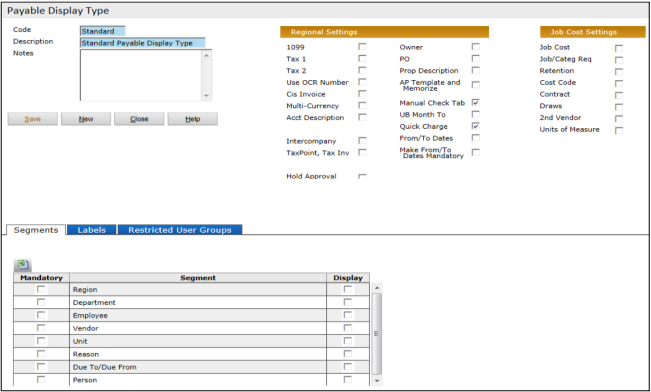 Payable Display Type
Code Standard
Description Standard Payable Display Type
Notes
Save New Close Help
Regional Settings
1099 Owner
Tax 1 PO
Tax 2 Prop Description
Use OCR Number AP Template and Memorize
Cis Invoice
Multi-Currency Manual Check Tab
Acct Description UB Month To
Quick Charge
Intercompany From/To Dates
TaxPoint, Tax Inv Make From/To Dates Mandatory
Hold Approval
Job Cost Settings
Job Cost
Job/Categ Req
Retention
Cost Code
Contract
Draws
2nd Vendor
Units of Measure
Segments Labels Restricted User Groups
Mandatory Segment Display
Region
Department
Employee
Vendor
Unit
Reason
Due To/Due From
Person